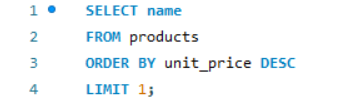 1 SELECT name
2 FROM products
3 ORDER BY unit_price DESC
4 LIMIT 1;